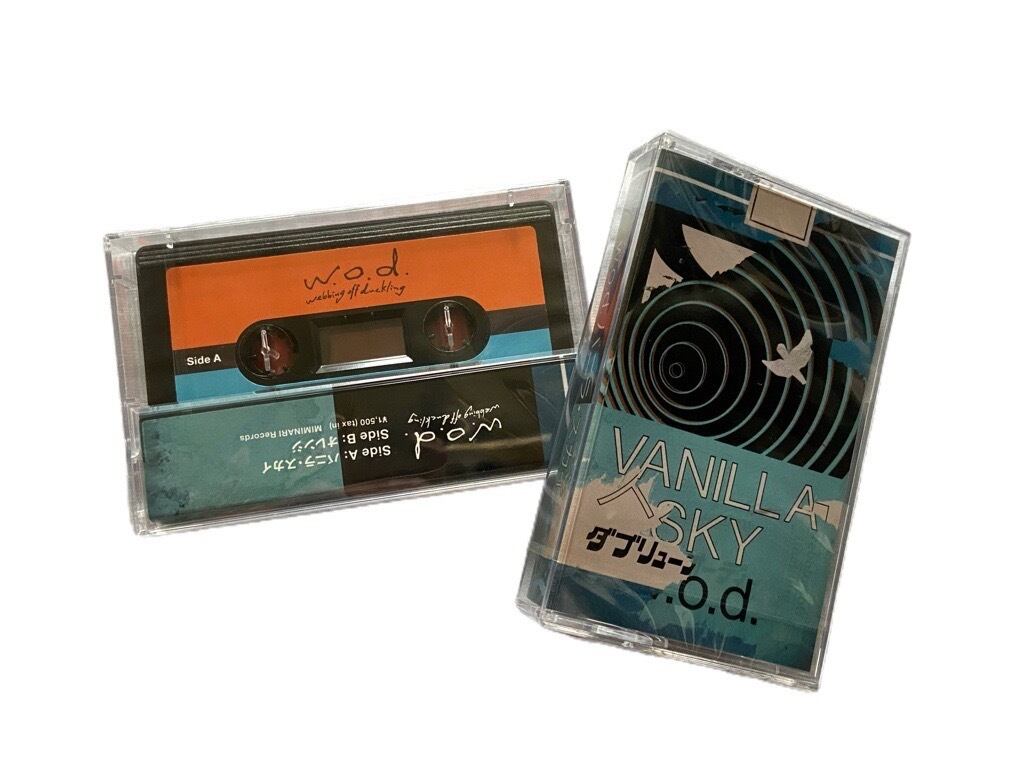 w.o.d.
webbing off duckling
Side A
w.o.d.
webbing off duckling
Side A: バニラ・スカイ
Side B: オレンジ
¥1,500 (tax in) MIMINARI Records
VANILLA
SKY
ダブリューン
.o.d.